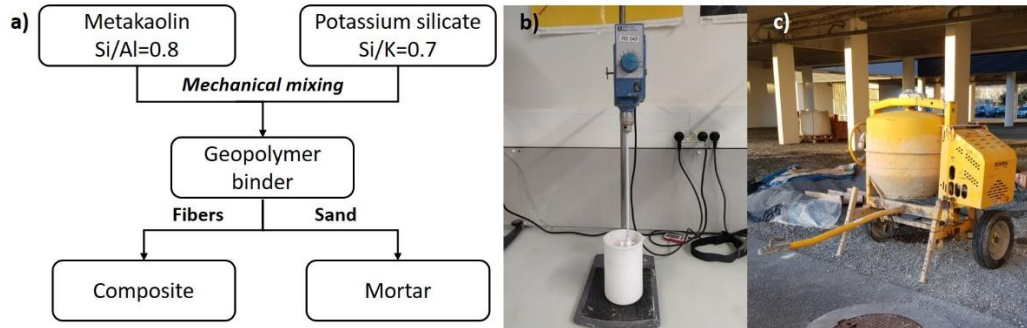 a)
Metakaolin
Si/Al=0.8
Potassium silicate
Si/K=0.7
Mechanical mixing
Geopolymer
binder
Fibers
Sand
Composite
Mortar
b)
c)